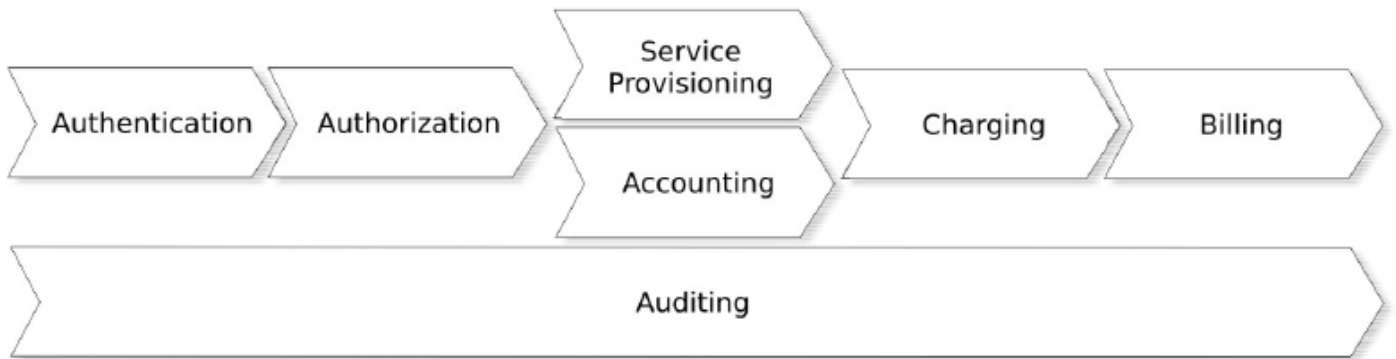 Authentication
Authorization
Service
Provisioning
Accounting
Charging
Billing
Auditing